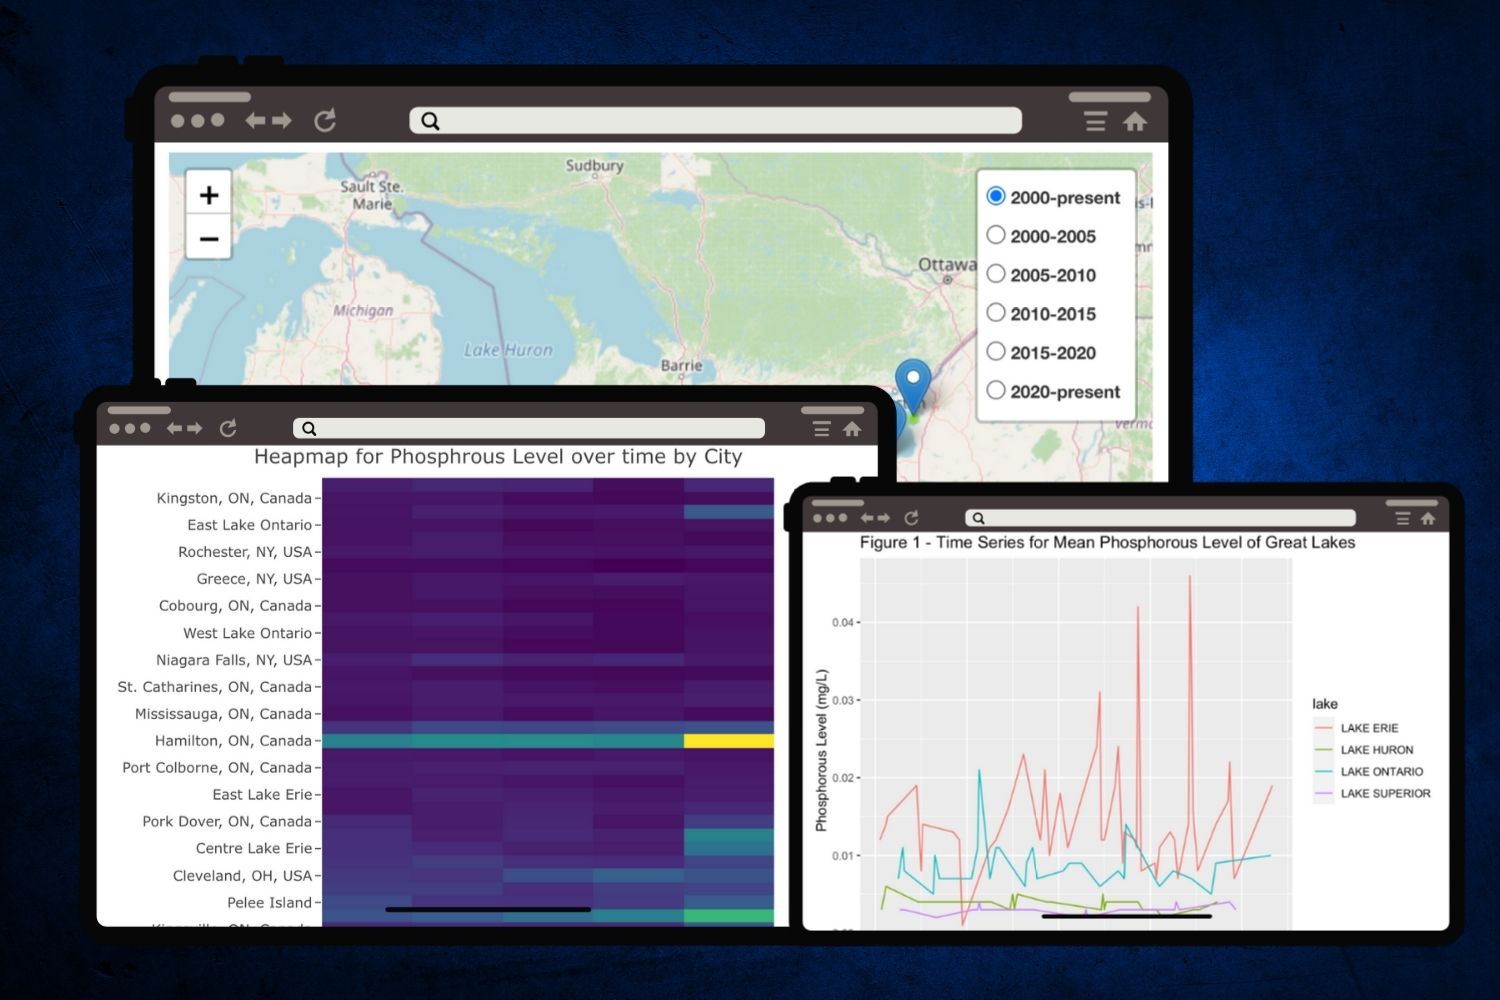 Sudbury
Sault Ste.
Marie
Michigan
Lake Huron
Barrie
Ottawa
+
−
2000-present
2000-2005
2005-2010
2010-2015
2015-2020
2020-present
Heapmap for Phosphrous Level over time by City
Kingston, ON, Canada
East Lake Ontario
Rochester, NY, USA
Greece, NY, USA
Cobourg, ON, Canada
West Lake Ontario
Niagara Falls, NY, USA
St. Catharines, ON, Canada
Mississauga, ON, Canada
Hamilton, ON, Canada
Port Colborne, ON, Canada
East Lake Erie
Pork Dover, ON, Canada
Centre Lake Erie
Cleveland, OH, USA
Pelee Island
Figure 1 - Time Series for Mean Phosphorous Level of Great Lakes
Phosphorous Level (mg/L)
0.04
0.03
0.02
0.01
lake
LAKE ERIE
LAKE HURON
LAKE ONTARIO
LAKE SUPERIOR